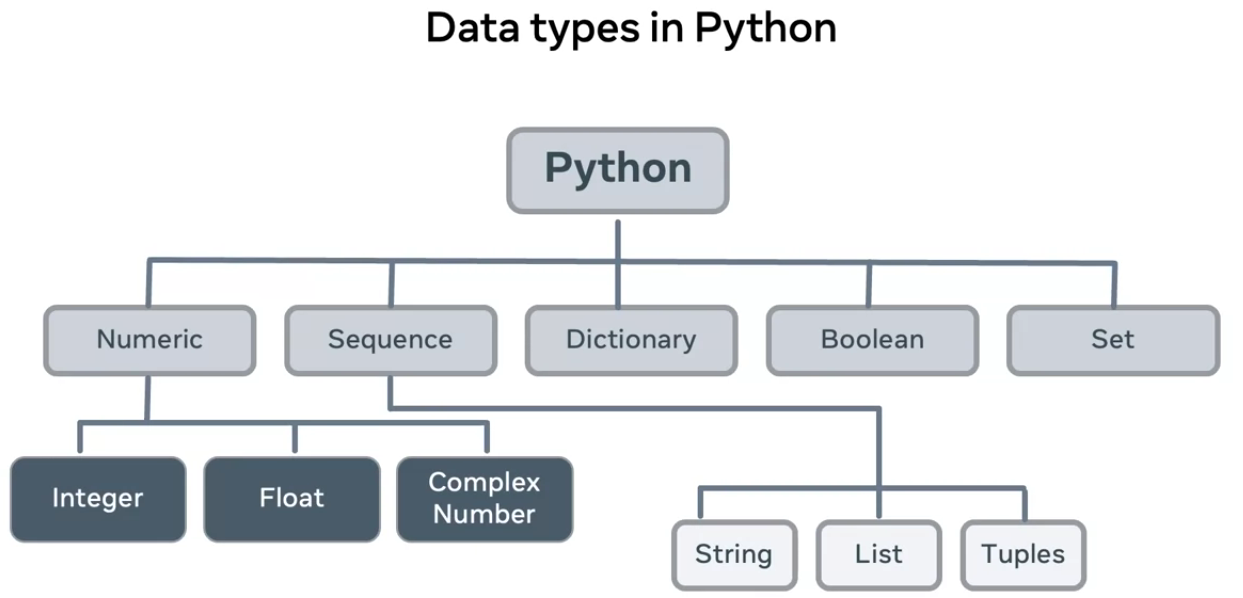 Data types in Python
Python
Numeric
Sequence
Dictionary
Boolean
Set
Integer
Float
Complex
Number
String
List
Tuples